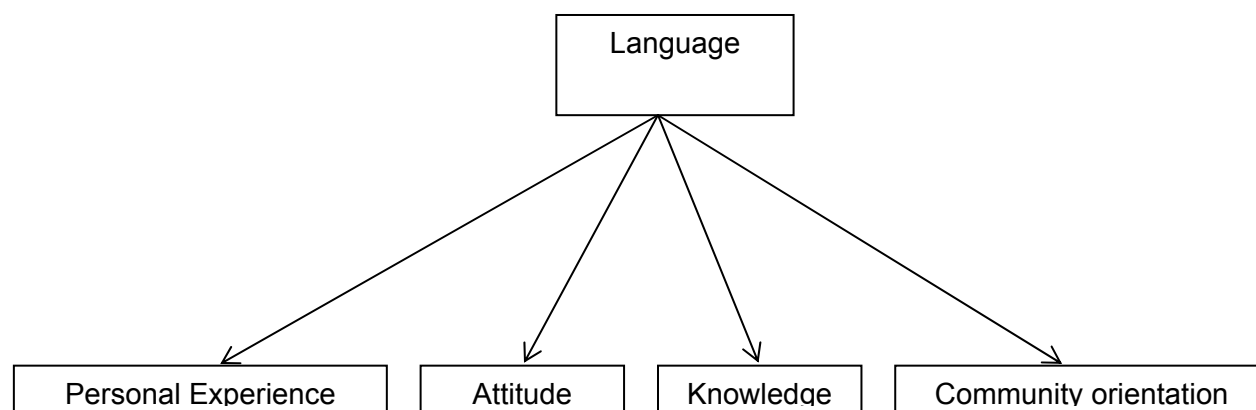 Language
Personal Experience
Attitude
Knowledge
Community orientation